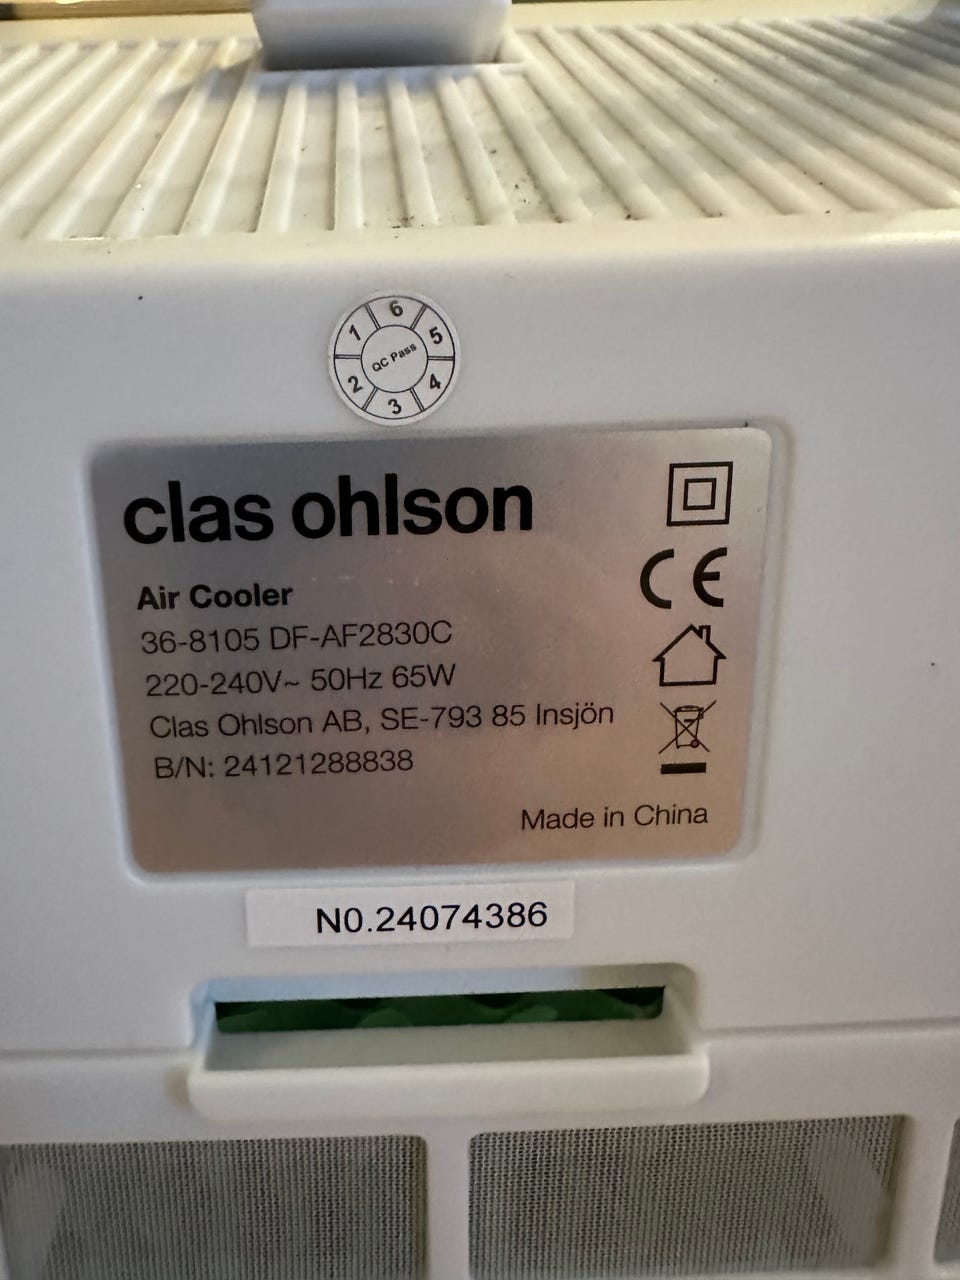 1 6 5
QC Pass
2 3 4
clas ohlson
Air Cooler
36-8105 DF-AF2830C
220-240V~ 50Hz 65W
Clas Ohlson AB, SE-793 85 Insjön
B/N: 24121288838
CE
Made in China
N0.24074386